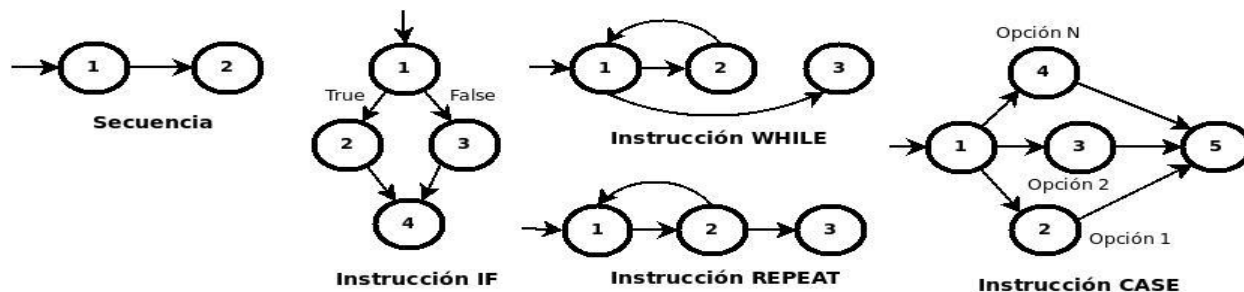 1
2
Secuencia
1
True
False
2
3
4
Instrucción IF
1
2
3
Instrucción WHILE
1
2
3
Instrucción REPEAT
Opción N
4
1
3
5
Opción 2
2
Opción 1
Instrucción CASE